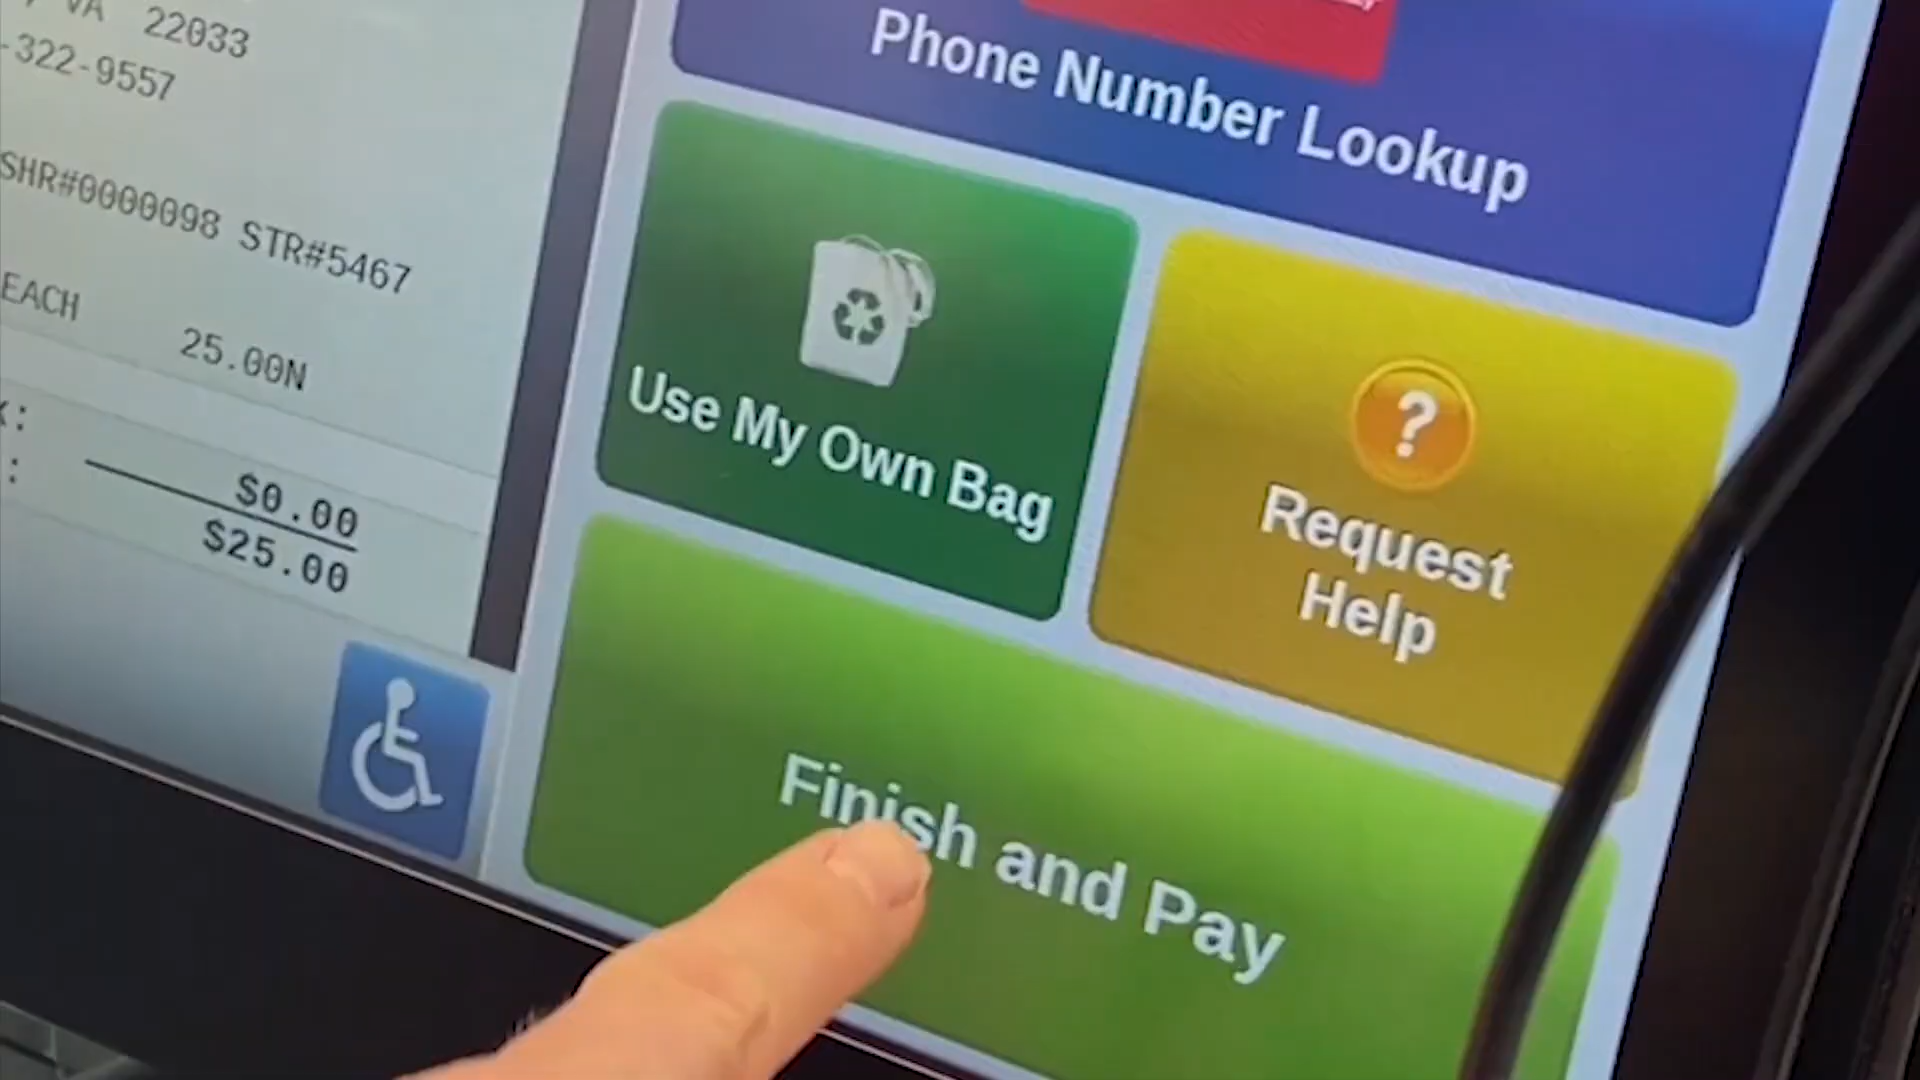 VA 22033
-322-9557
SHR#0000098 STR#5467
EACH
25.00N
$0.00
$25.00
Phone Number Lookup
Use My Own Bag
?
Request
Help
Finish and Pay